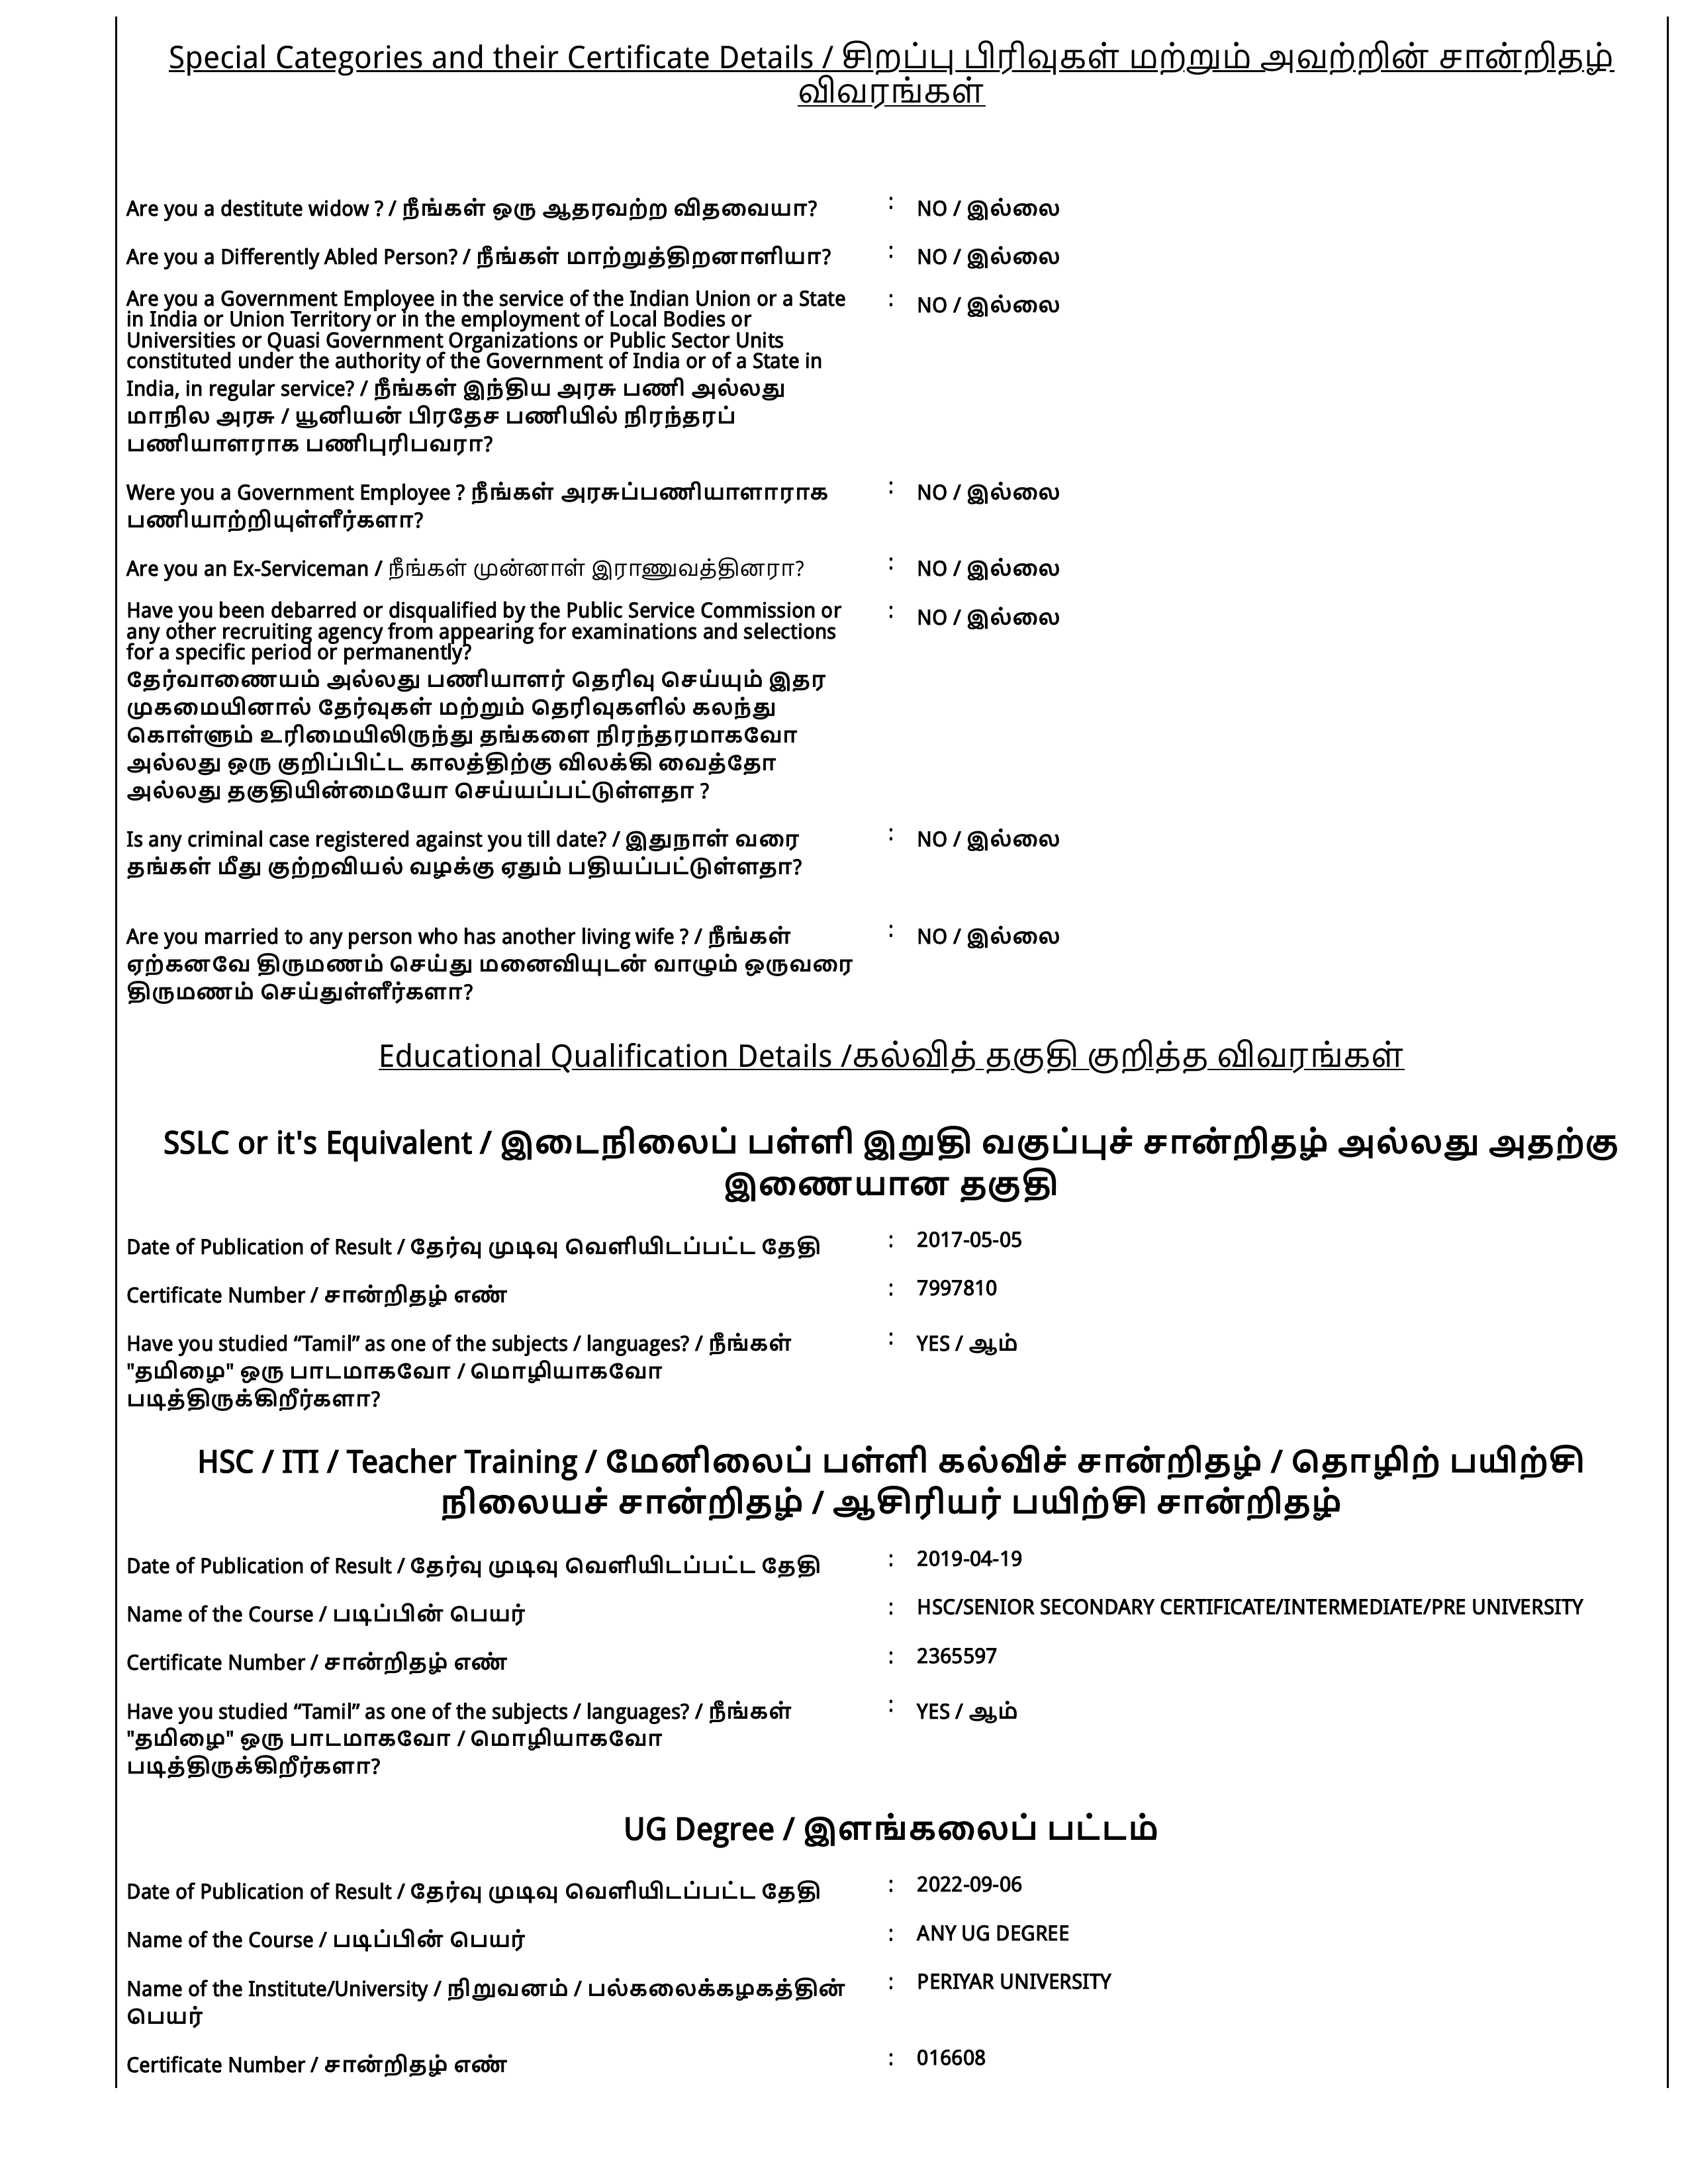 Special Categories and their Certificate Details / சிறப்பு பிரிவுகள் மற்றும் அவற்றின் சான்றிதழ்
விவரங்கள்
Are you a destitute widow ? / நீங்கள் ஒரு ஆதரவற்ற விதவையா? : NO / இல்லை
Are you a Differently Abled Person? / நீங்கள் மாற்றுத்திறனாளியா? : NO / இல்லை
Are you a Government Employee in the service of the Indian Union or a State : NO / இல்லை
in India or Union Territory or in the employment of Local Bodies or
Universities or Quasi Government Organizations or Public Sector Units
constituted under the authority of the Government of India or of a State in
India, in regular service? / நீங்கள் இந்திய அரசு பணி அல்லது
மாநில அரசு / யூனியன் பிரதேச பணியில் நிரந்தரப்
பணியாளராக பணிபுரிபவரா?
Were you a Government Employee ? நீங்கள் அரசுப்பணியாளாராக : NO / இல்லை
பணியாற்றியுள்ளீர்களா?
Are you an Ex-Serviceman / நீங்கள் முன்னாள் இராணுவத்தினரா? : NO / இல்லை
Have you been debarred or disqualified by the Public Service Commission or : NO / இல்லை
any other recruiting agency from appearing for examinations and selections
for a specific period or permanently?
தேர்வாணையம் அல்லது பணியாளர் தெரிவு செய்யும் இதர
முகமையினால் தேர்வுகள் மற்றும் தெரிவுகளில் கலந்து
கொள்ளும் உரிமையிலிருந்து தங்களை நிரந்தரமாகவோ
அல்லது ஒரு குறிப்பிட்ட காலத்திற்கு விலக்கி வைத்தோ
அல்லது தகுதியின்மையோ செய்யப்பட்டுள்ளதா ?
Is any criminal case registered against you till date? / இதுநாள் வரை : NO / இல்லை
தங்கள் மீது குற்றவியல் வழக்கு ஏதும் பதியப்பட்டுள்ளதா?
Are you married to any person who has another living wife ? / நீங்கள் : NO / இல்லை
ஏற்கனவே திருமணம் செய்து மனைவியுடன் வாழும் ஒருவரை
திருமணம் செய்துள்ளீர்களா?
Educational Qualification Details /கல்வித் தகுதி குறித்த விவரங்கள்
SSLC or it's Equivalent / இடைநிலைப் பள்ளி இறுதி வகுப்புச் சான்றிதழ் அல்லது அதற்கு
இணையான தகுதி
Date of Publication of Result / தேர்வு முடிவு வெளியிடப்பட்ட தேதி : 2017-05-05
Certificate Number / சான்றிதழ் எண் : 7997810
Have you studied “Tamil” as one of the subjects / languages? / நீங்கள் : YES / ஆம்
"தமிழை" ஒரு பாடமாகவோ / மொழியாகவோ
படித்திருக்கிறீர்களா?
HSC / ITI / Teacher Training / மேனிலைப் பள்ளி கல்விச் சான்றிதழ் / தொழிற் பயிற்சி
நிலையச் சான்றிதழ் / ஆசிரியர் பயிற்சி சான்றிதழ்
Date of Publication of Result / தேர்வு முடிவு வெளியிடப்பட்ட தேதி : 2019-04-19
Name of the Course / படிப்பின் பெயர் : HSC/SENIOR SECONDARY CERTIFICATE/INTERMEDIATE/PRE UNIVERSITY
Certificate Number / சான்றிதழ் எண் : 2365597
Have you studied “Tamil” as one of the subjects / languages? / நீங்கள் : YES / ஆம்
"தமிழை" ஒரு பாடமாகவோ / மொழியாகவோ
படித்திருக்கிறீர்களா?
UG Degree / இளங்கலைப் பட்டம்
Date of Publication of Result / தேர்வு முடிவு வெளியிடப்பட்ட தேதி : 2022-09-06
Name of the Course / படிப்பின் பெயர் : ANY UG DEGREE
Name of the Institute/University / நிறுவனம் / பல்கலைக்கழகத்தின் : PERIYAR UNIVERSITY
பெயர்
Certificate Number / சான்றிதழ் எண் : 016608